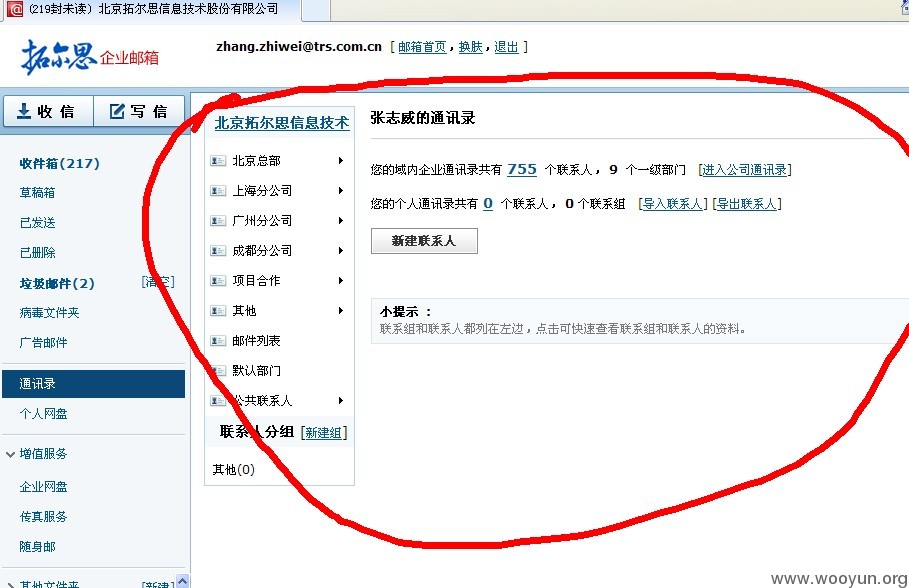 (219封未读) 北京拓尔思信息技术股份有限公司
拓尔思 企业邮箱
zhang.zhiwei@trs.com.cn [ 邮箱首页, 换肤, 退出 ]
收 信 写 信
收件箱(217)
草稿箱
已发送
已删除
垃圾邮件(2) [清空]
病毒文件夹
广告邮件
通讯录
个人网盘
增值服务
企业网盘
传真服务
随身邮
其他文件夹 [新建]
北京拓尔思信息技术
北京总部
上海分公司
广州分公司
成都分公司
项目合作
其他
邮件列表
默认部门
公共联系人
联系人分组 [新建组]
其他(0)
张志威的通讯录
您的域内企业通讯录共有 755 个联系人，9 个一级部门 [进入公司通讯录]
您的个人通讯录共有 0 个联系人，0个联系组 [导入联系人] [导出联系人]
新建联系人
小提示 ：
联系组和联系人都列在左边，点击可快速查看联系组和联系人的资料。
www.wooyun.org